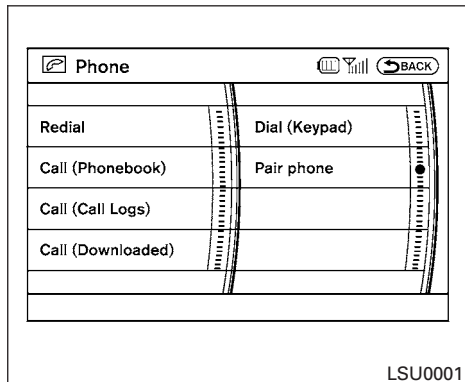 Phone
BACK
Redial
Call (Phonebook)
Call (Call Logs)
Call (Downloaded)
Dial (Keypad)
Pair phone
LSU0001